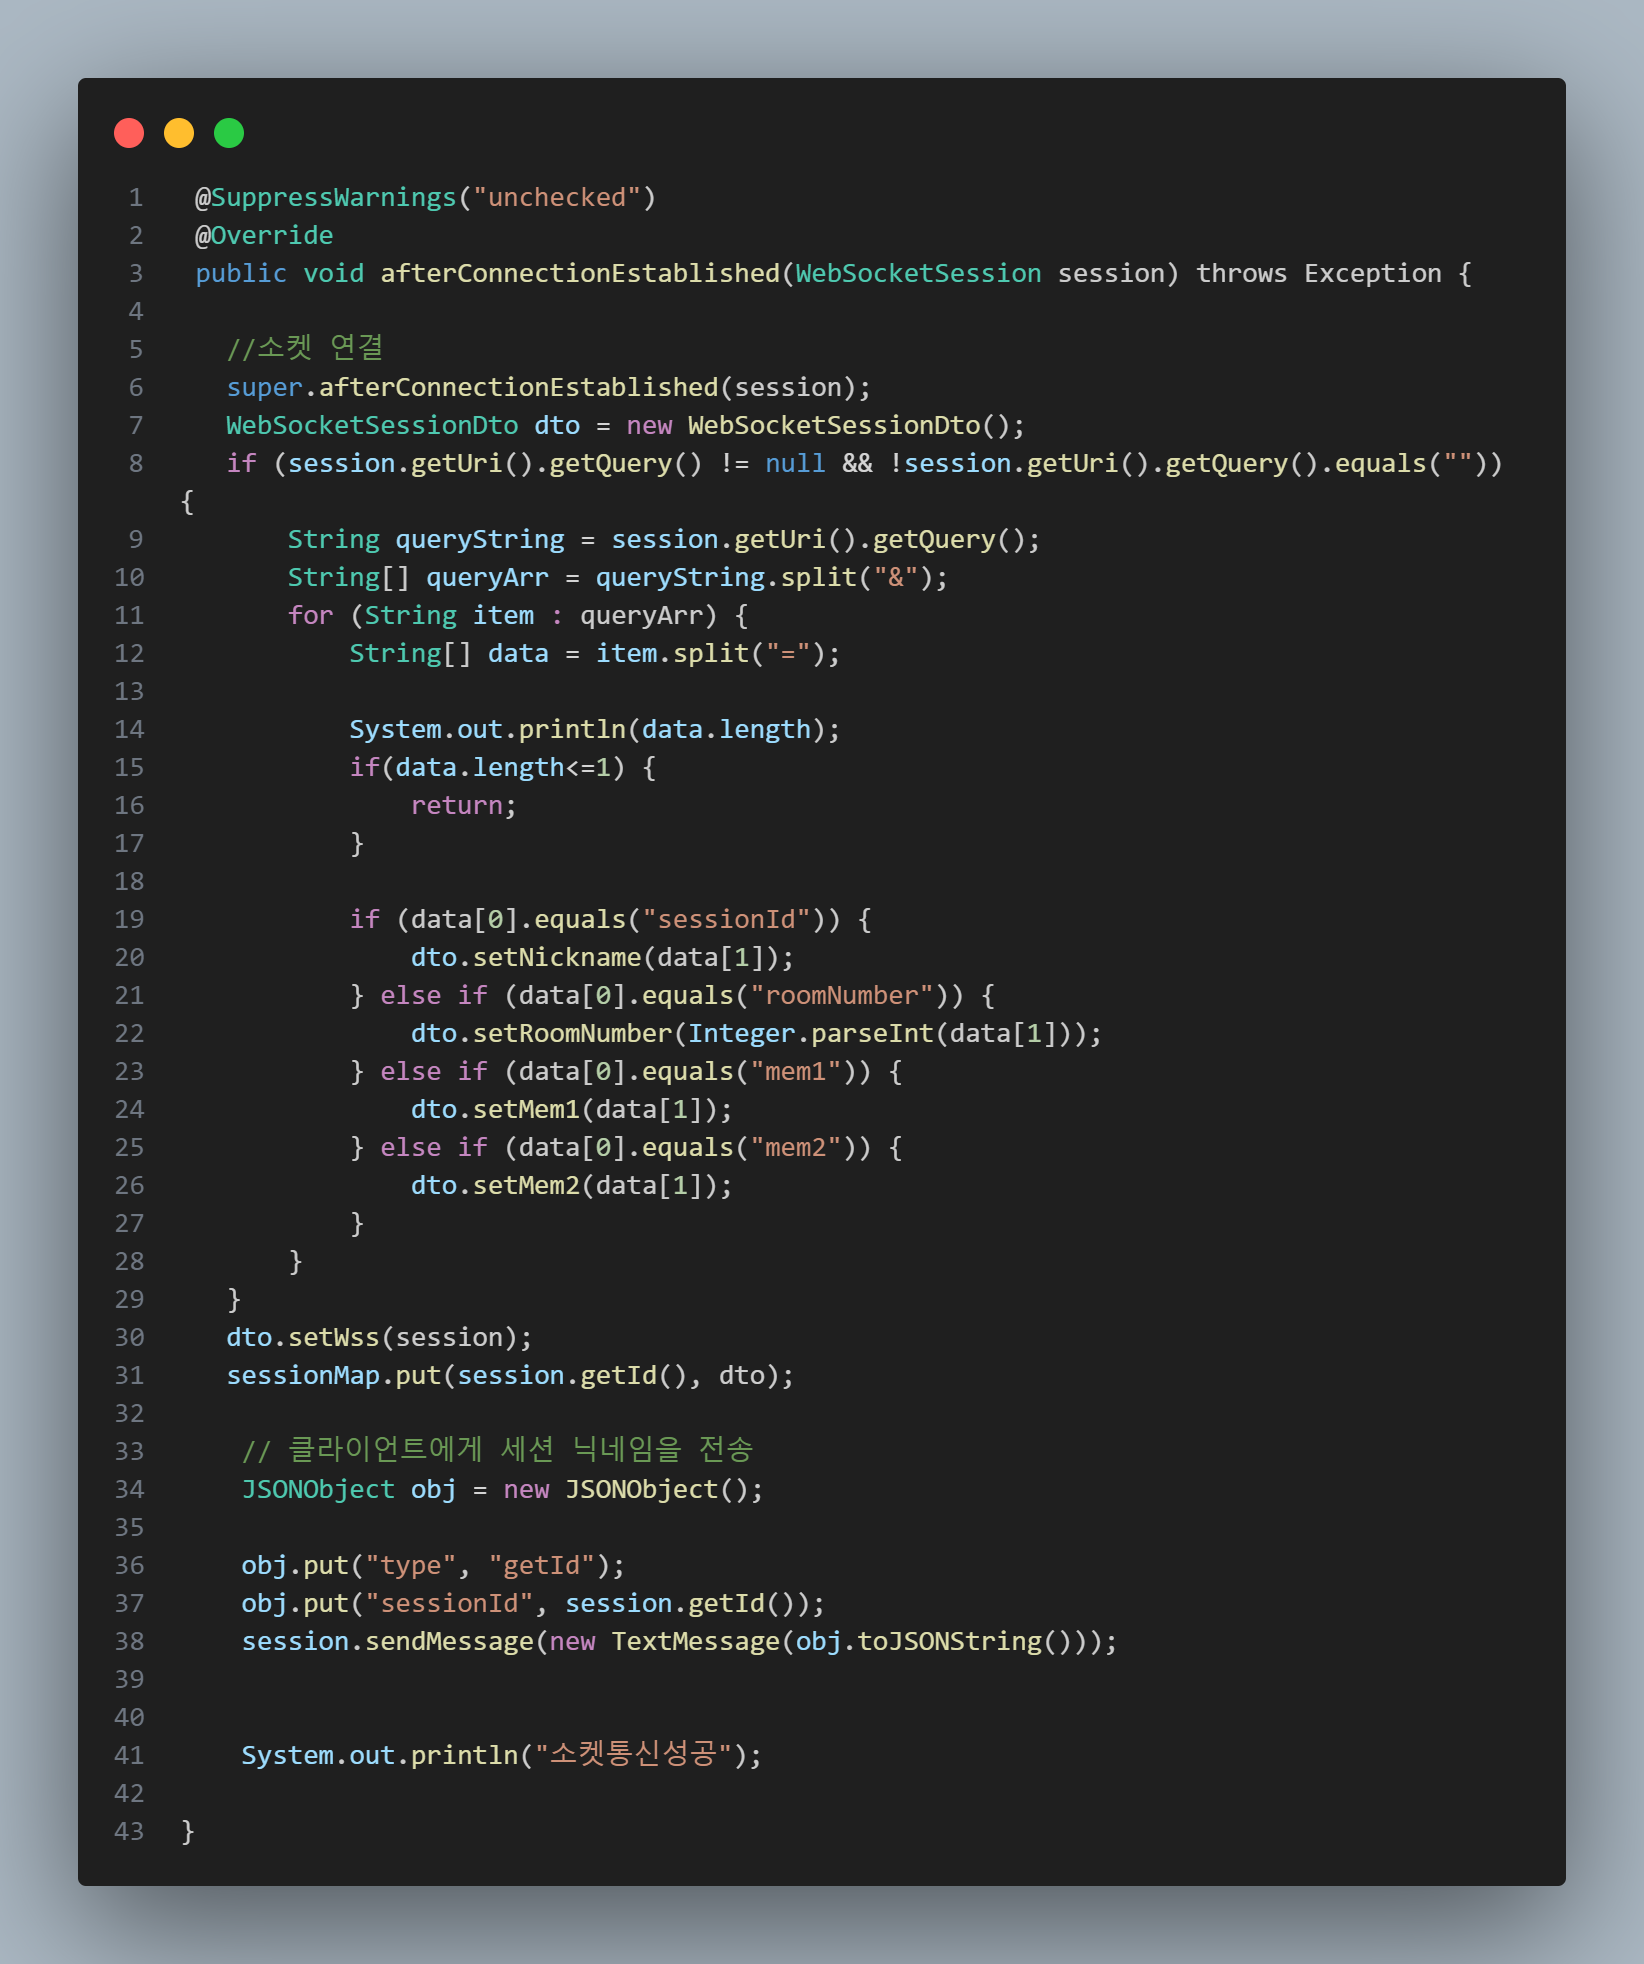 1 @SuppressWarnings("unchecked")
2 @Override
3 public void afterConnectionEstablished(WebSocketSession session) throws Exception {
4
5 //소켓 연결
6 super.afterConnectionEstablished(session);
7 WebSocketSessionDto dto = new WebSocketSessionDto();
8 if (session.getUri().getQuery() != null && !session.getUri().getQuery().equals(""))
{
9 String queryString = session.getUri().getQuery();
10 String[] queryArr = queryString.split("&");
11 for (String item : queryArr) {
12 String[] data = item.split("=");
13
14 System.out.println(data.length);
15 if(data.length<=1) {
16 return;
17 }
18
19 if (data[0].equals("sessionId")) {
20 dto.setNickname(data[1]);
21 } else if (data[0].equals("roomNumber")) {
22 dto.setRoomNumber(Integer.parseInt(data[1]));
23 } else if (data[0].equals("mem1")) {
24 dto.setMem1(data[1]);
25 } else if (data[0].equals("mem2")) {
26 dto.setMem2(data[1]);
27 }
28 }
29 }
30 dto.setWss(session);
31 sessionMap.put(session.getId(), dto);
32
33 // 클라이언트에게 세션 닉네임을 전송
34 JSONObject obj = new JSONObject();
35
36 obj.put("type", "getId");
37 obj.put("sessionId", session.getId());
38 session.sendMessage(new TextMessage(obj.toJSONString()));
39
40
41 System.out.println("소켓통신성공");
42
43 }